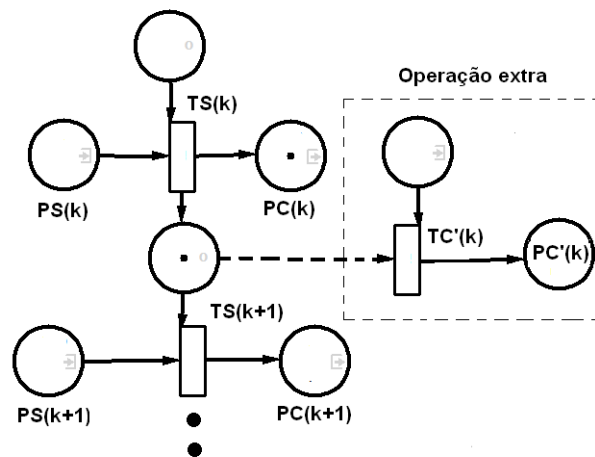 TS(k)
Operação extra
PS(k)
PC(k)
TC'(k)
PC'(k)
TS(k+1)
PS(k+1)
PC(k+1)